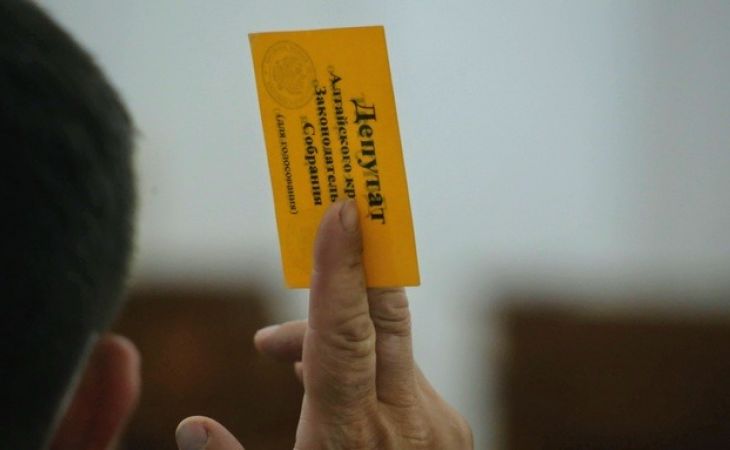 Депутат
Алтайского
Собрания
(для голосования)